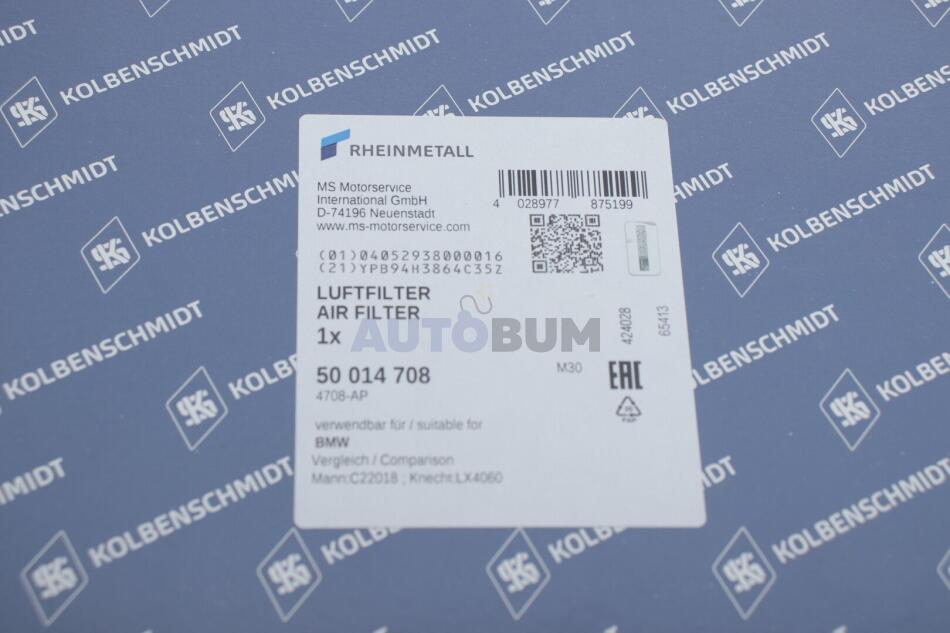 KOLBENSCHMIDT
KOLBENSCHMIDT
KOLBENSCHMIDT
KOLBENSCHMIDT
RHEINMETALL
MS Motorservice
International GmbH
D-74196 Neuenstadt
www.ms-motorservice.com
4 028977 875199
(01)04052938000016
(21)YPB94H3864C35Z
LUFTFILTER
AIR FILTER
1x
AUTOBUM
424028
65413
50 014 708
4708-AP
M30
EAC
PAP
verwendbar für / suitable for
BMW
Vergleich / Comparison
Mann:C22018 ; Knecht:LX4060
KOLBENSCHMIDT
KOLBENSCHMIDT
KOLBENSCHMIDT
KOLBENSCHMIDT
KOLBENSCHMIDT